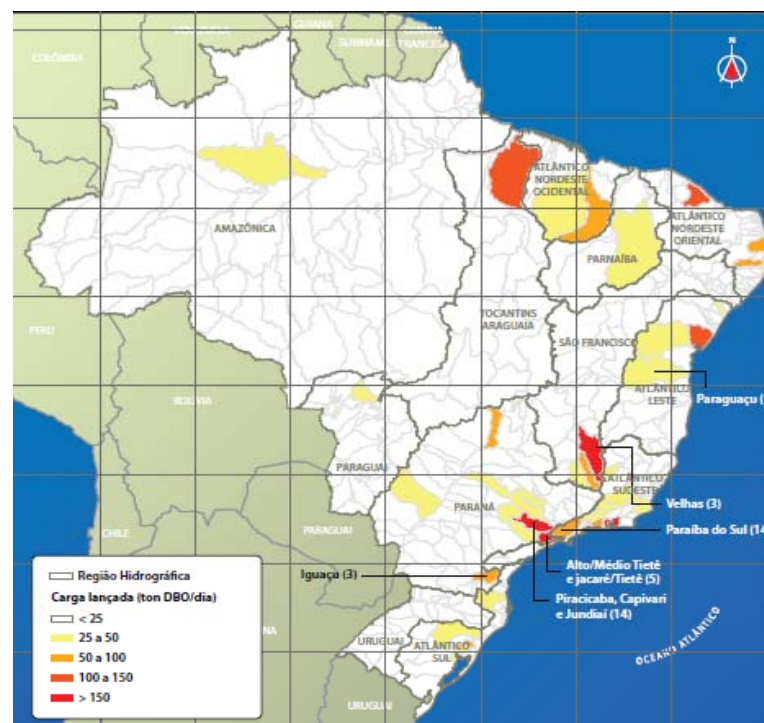 VENEZUELA
GUIANA
SURINAME
GUIANA
FRANCESA
COLÔMBIA
N
ATLÂNTICO
NORDESTE
OCIDENTAL
AMAZÔNICA
ATLÂNTICO
NORDESTE
ORIENTAL
PARNAÍBA
TOCANTINS
ARAGUAIA
SÃO FRANCISCO
PERU
BOLÍVIA
ATLÂNTICO
LESTE
Paraguaçu (
PARAGUAI
ATLÂNTICO
SUDESTE
PARANÁ
Velhas (3)
CHILE
PARAGUAI
Paraíba do Sul (14
Alto/Médio Tietê
e jacaré/Tietê (5)
Iguaçu (3)
Piracicaba, Capivari
e Jundiaí (14)
Região Hidrográfica
Carga lançada (ton DBO/dia)
< 25
25 a 50
50 a 100
100 a 150
> 150
URUGUAI
ATLÂNTICO
SUL
OCEANO ATLÂNTICO
URUGUAI